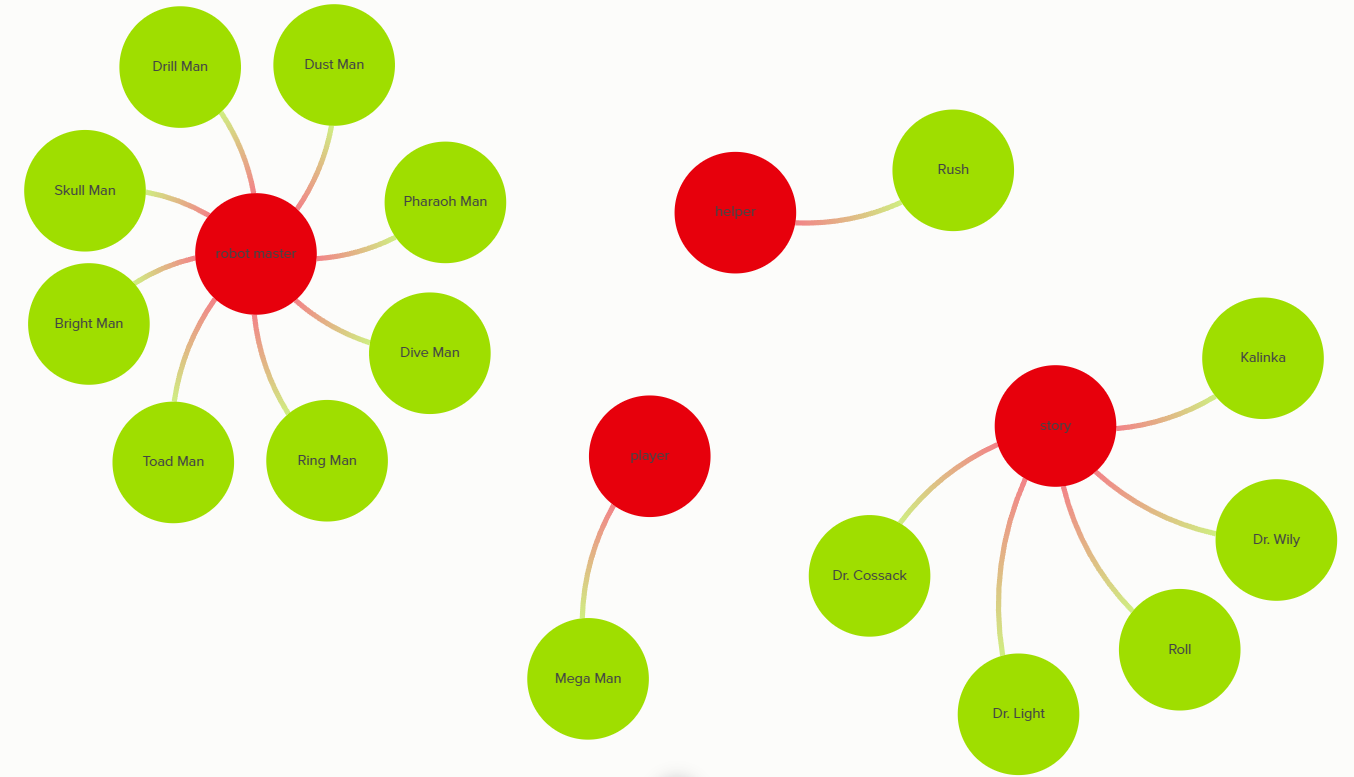 Drill Man
Dust Man
Skull Man
Pharaoh Man
robot master
Bright Man
Dive Man
Toad Man
Ring Man
Rush
helper
player
Mega Man
Kalinka
story
Dr. Wily
Dr. Cossack
Roll
Dr. Light